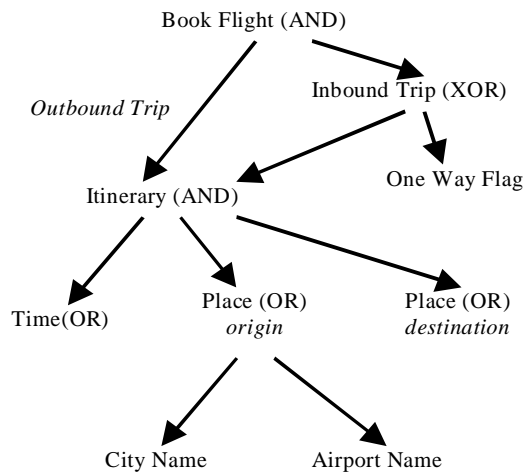 Book Flight (AND)
Inbound Trip (XOR)
Outbound Trip
One Way Flag
Itinerary (AND)
Time(OR)
Place (OR)
origin
Place (OR)
destination
City Name
Airport Name